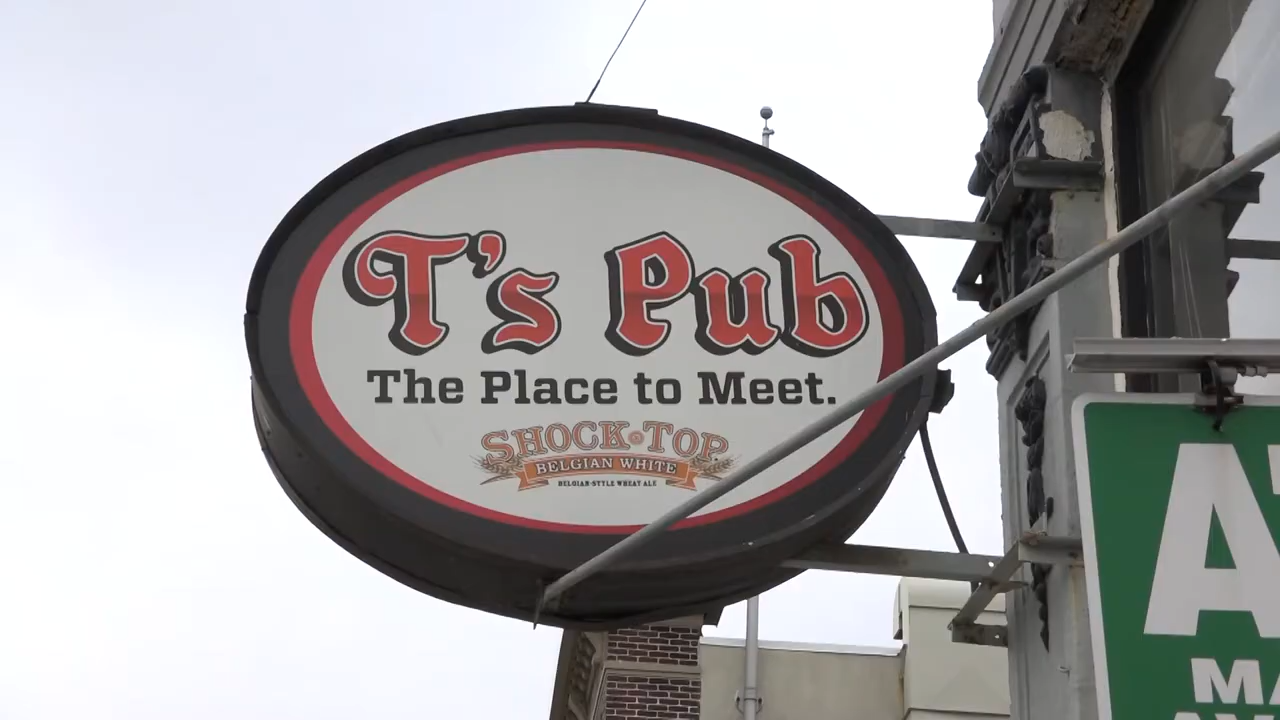 T's Pub
The Place to Meet.
SHOCK TOP
BELGIAN WHITE
BELGIAN-STYLE WHEAT ALE
A
MA